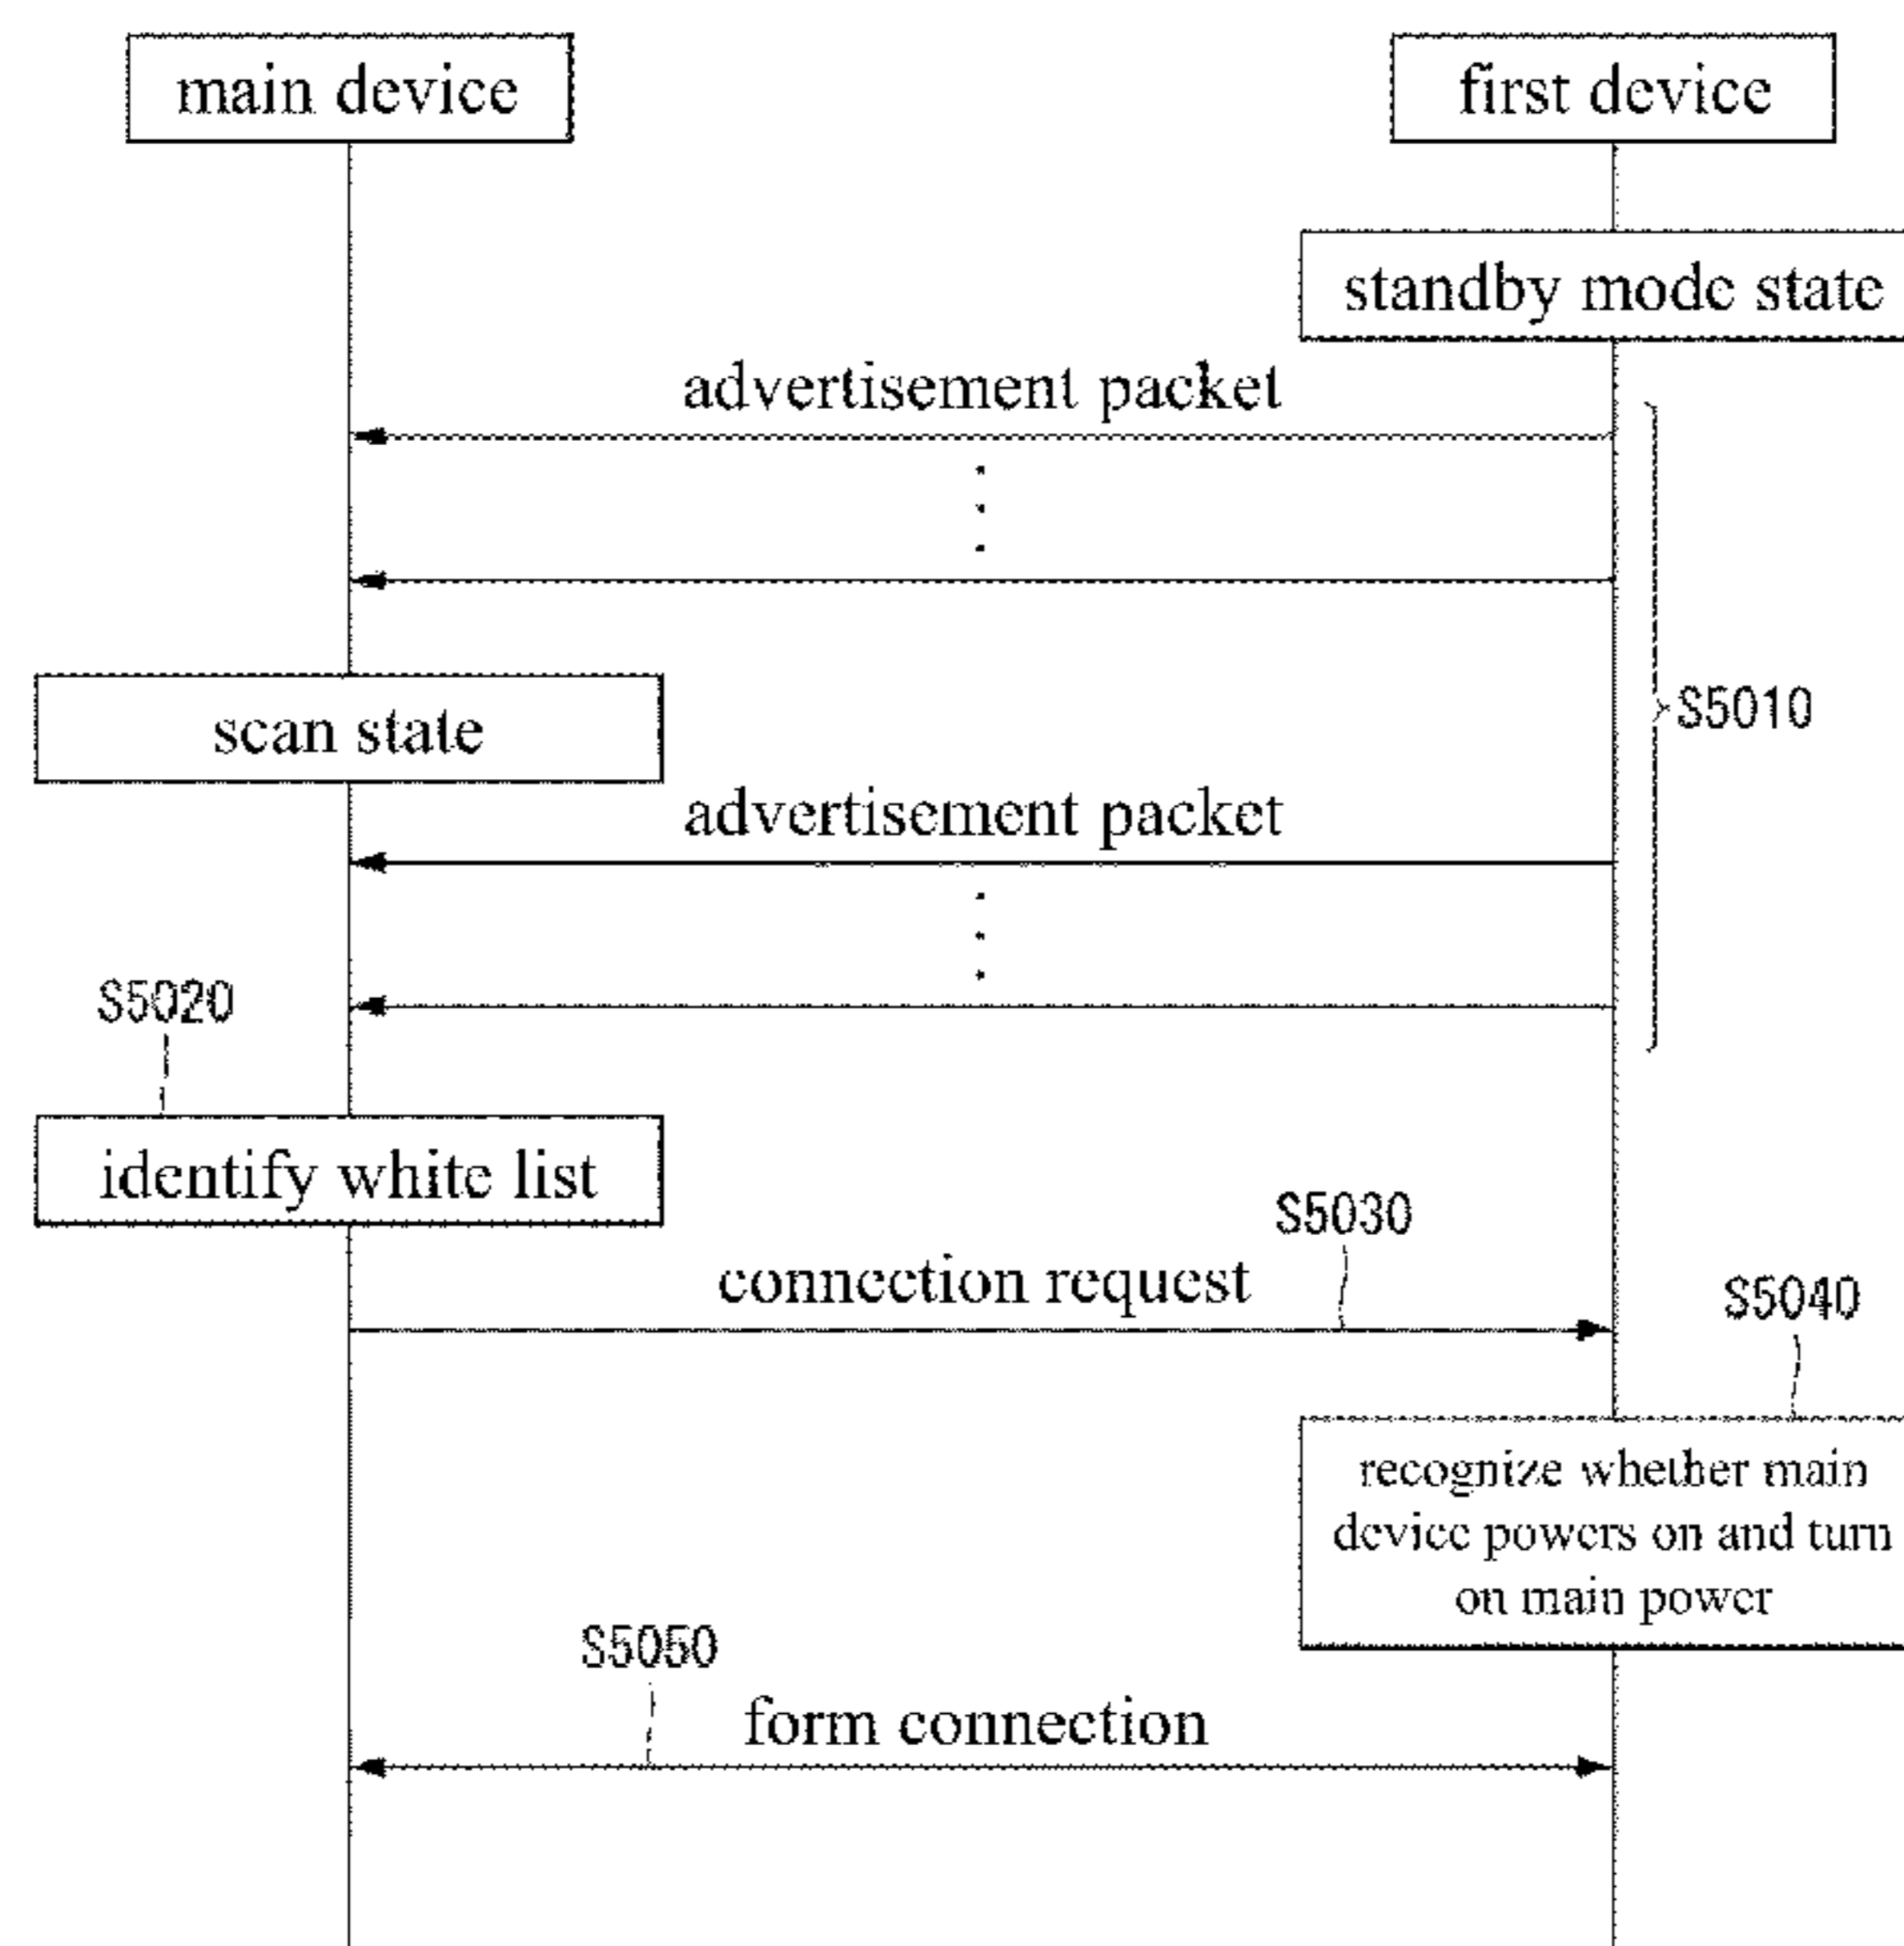 main device
first device
standby mode state
advertisement packet
S5010
scan state
advertisement packet
S5020
identify white list
S5030
connection request
S5040
recognize whether main
device powers on and turn
on main power
S5050
form connection